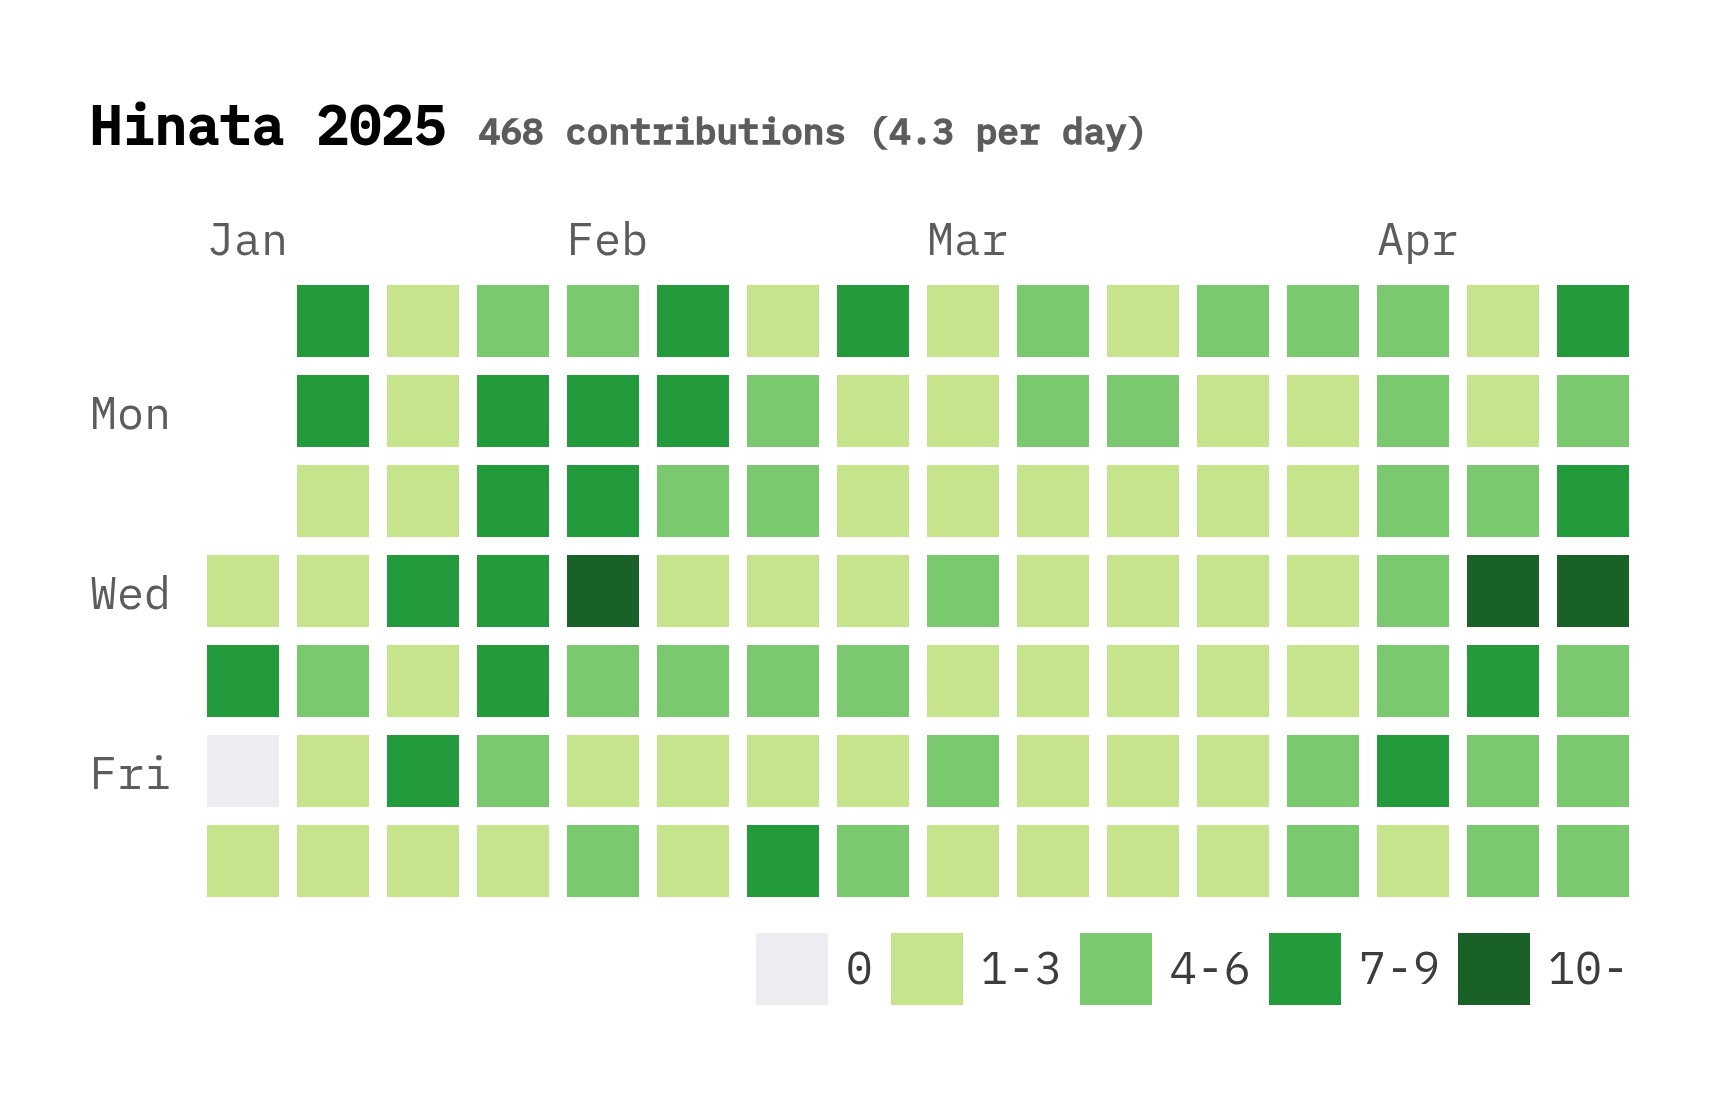 Hinata 2025 468 contributions (4.3 per day)
Jan Feb Mar Apr
Mon
Wed
Fri
0 1-3 4-6 7-9 10-